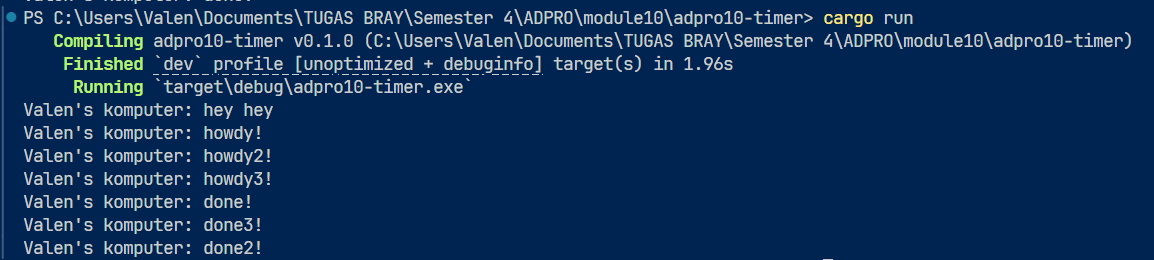 PS C:\Users\Valen\Documents\TUGAS BRAY\Semester 4\ADPRO\module10\adpro10-timer> cargo run
Compiling adpro10-timer v0.1.0 (C:\Users\Valen\Documents\TUGAS BRAY\Semester 4\ADPRO\module10\adpro10-timer)
Finished `dev` profile [unoptimized + debuginfo] target(s) in 1.96s
Running `target\debug\adpro10-timer.exe`
Valen's komputer: hey hey
Valen's komputer: howdy!
Valen's komputer: howdy2!
Valen's komputer: howdy3!
Valen's komputer: done!
Valen's komputer: done3!
Valen's komputer: done2!